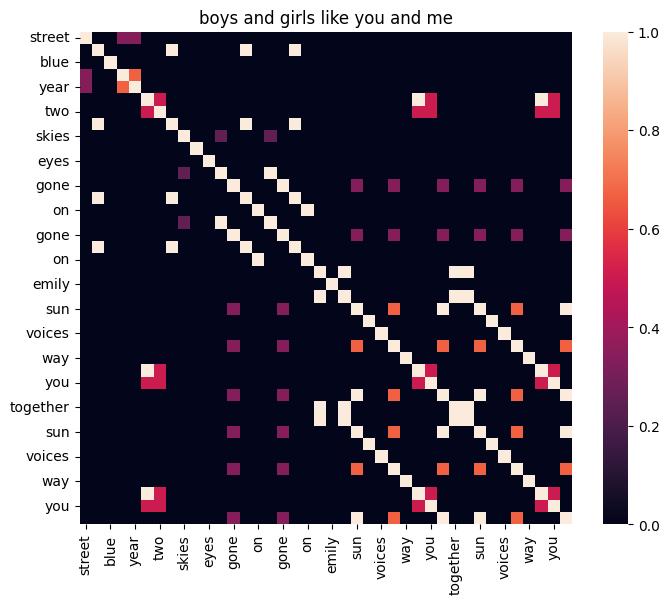 boys and girls like you and me
street
blue
year
two
skies
eyes
gone
on
gone
on
emily
sun
voices
way
you
together
sun
voices
way
you
1.0
0.8
0.6
0.4
0.2
0.0
street
blue
year
two
skies
eyes
gone
on
gone
on
emily
sun
voices
way
you
together
sun
voices
way
you